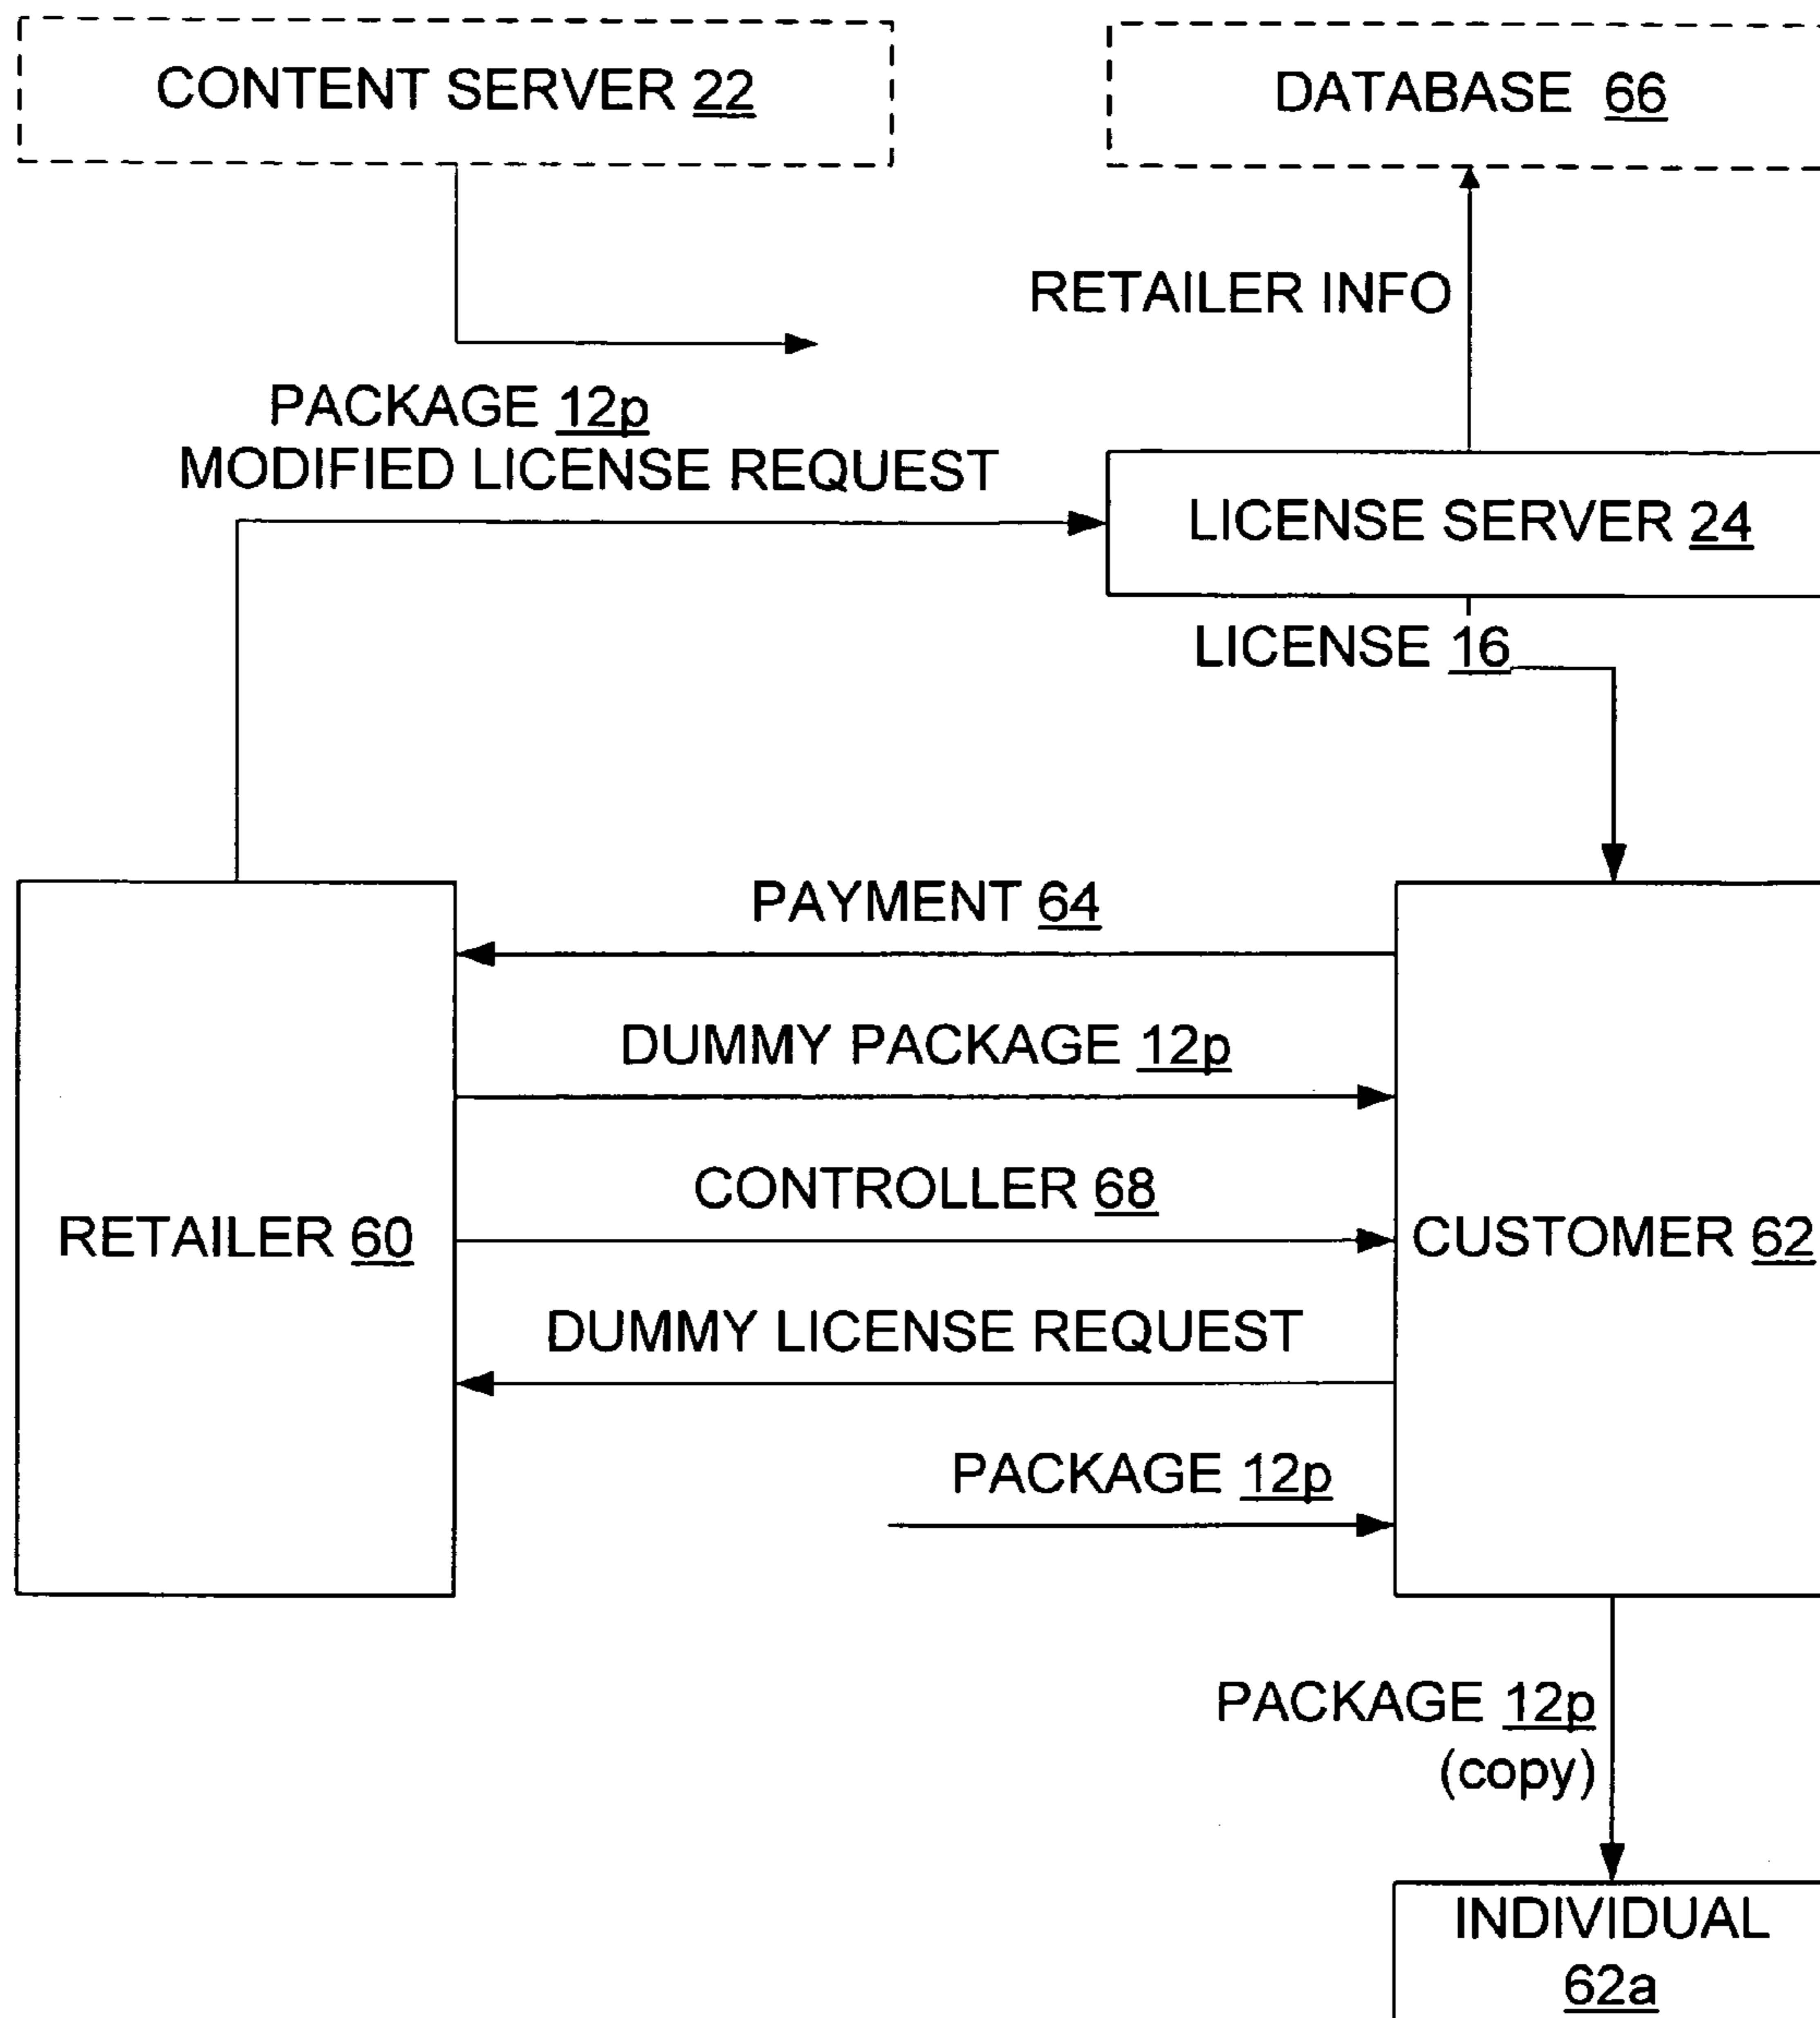 CONTENT SERVER 22
DATABASE 66
RETAILER INFO
PACKAGE 12p
MODIFIED LICENSE REQUEST
LICENSE SERVER 24
LICENSE 16
PAYMENT 64
DUMMY PACKAGE 12p
CONTROLLER 68
RETAILER 60
CUSTOMER 62
DUMMY LICENSE REQUEST
PACKAGE 12p
PACKAGE 12p
(copy)
INDIVIDUAL
62a